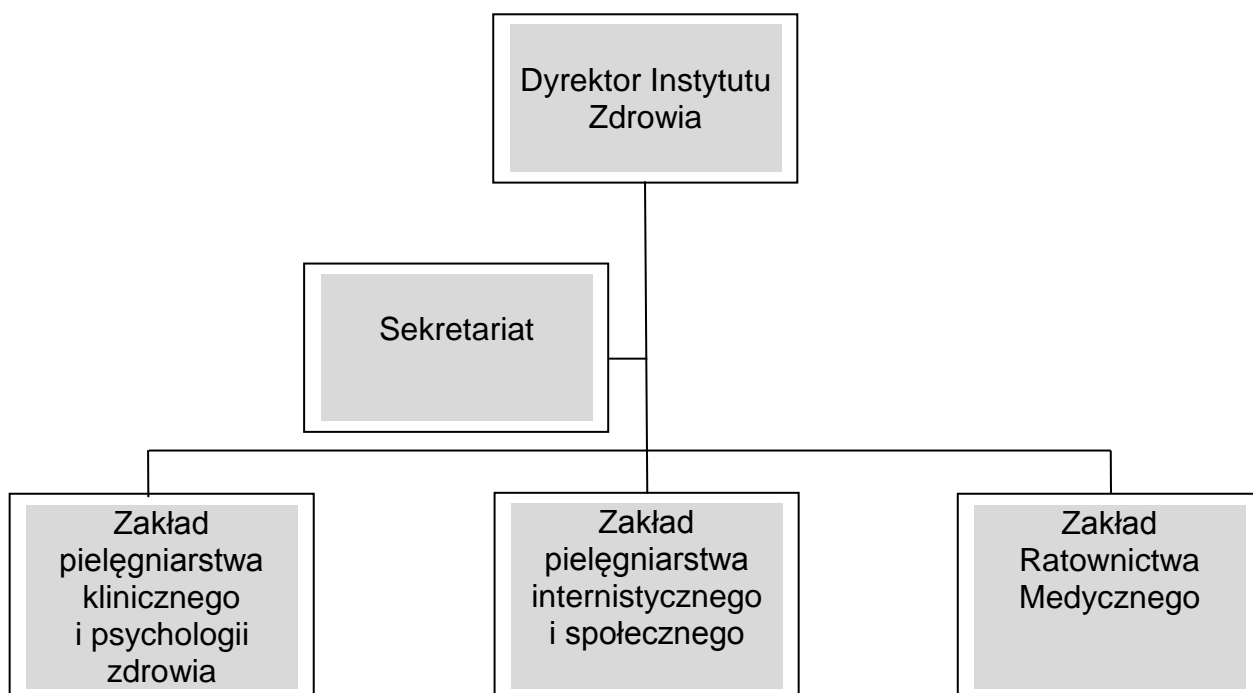 Dyrektor Instytutu
Zdrowia
Sekretariat
Zakład
pielęgniarstwa
klinicznego
i psychologii
zdrowia
Zakład
pielęgniarstwa
internistycznego
i społecznego
Zakład
Ratownictwa
Medycznego